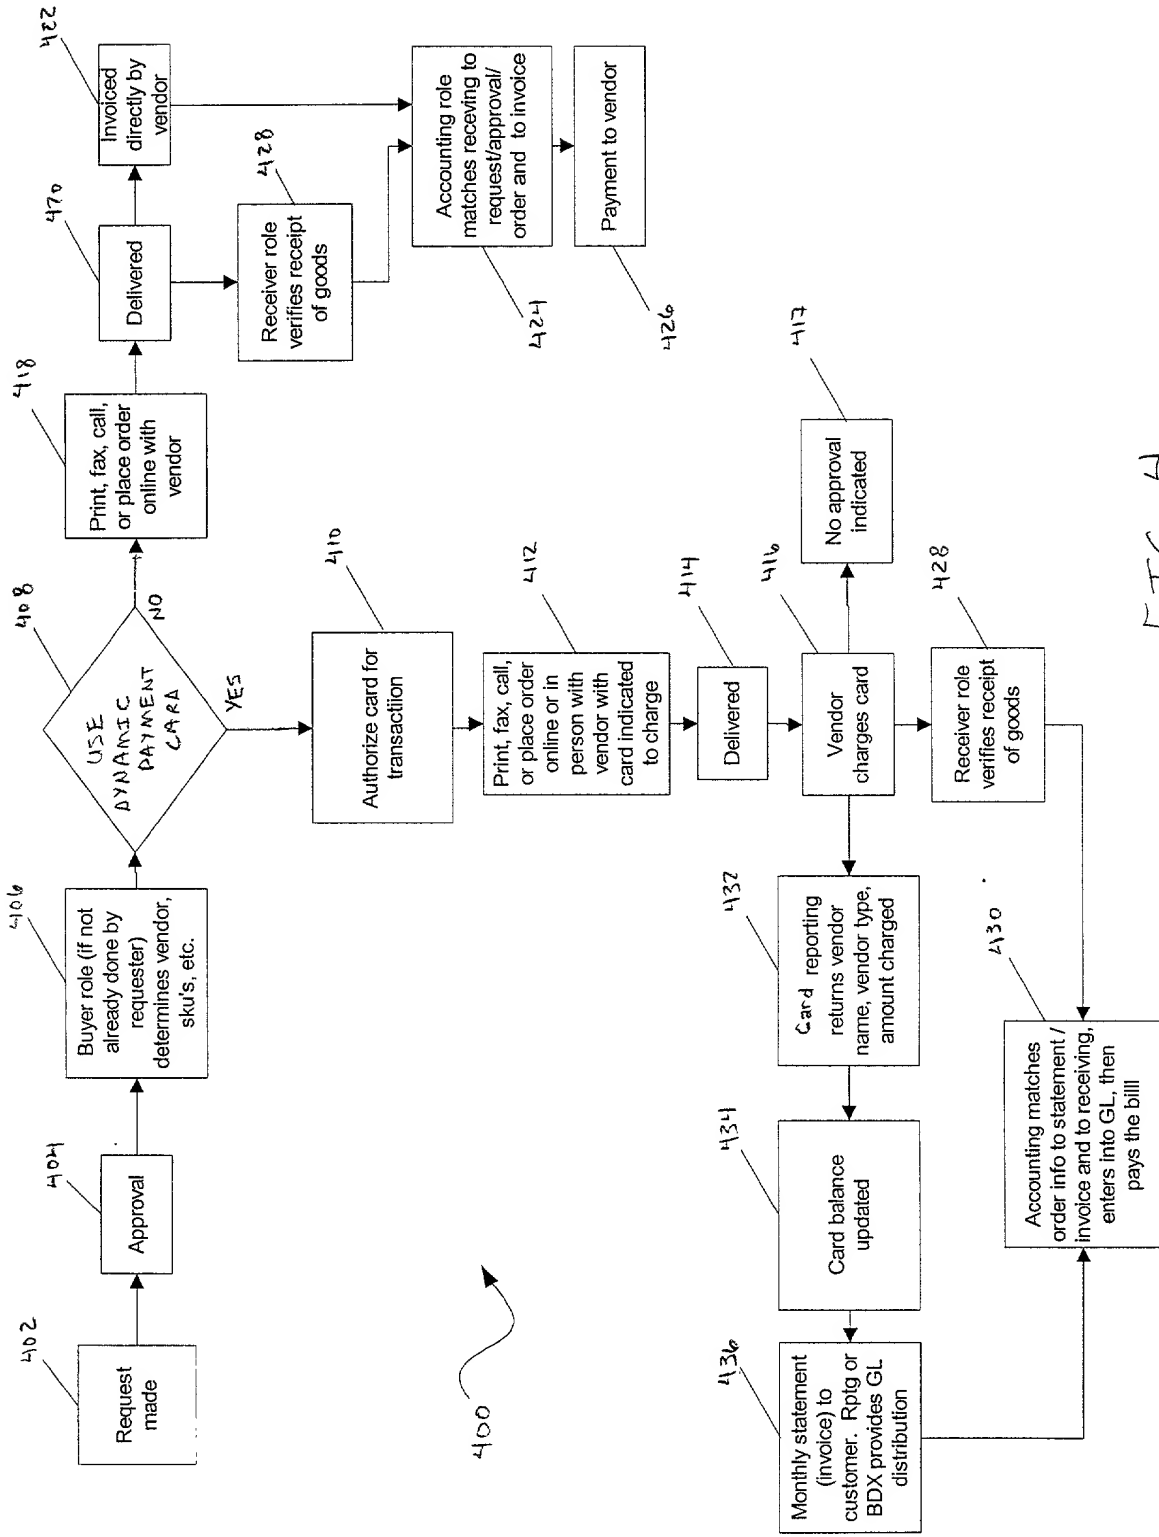 402
Request
made
404
Approval
406
Buyer role (if not
already done by
requester)
determines vendor,
sku's, etc.
408
USE
DYNAMIC
PAYMENT
CARD
NO
YES
418
Print, fax, call,
or place order
online with
vendor
420
Delivered
422
Invoiced
directly by
vendor
428
Receiver role
verifies receipt
of goods
424
Accounting role
matches receving to
request/approval/
order and to invoice
426
Payment to vendor
410
Authorize card for
transactiion
412
Print, fax, call,
or place order
online or in
person with
vendor with
card indicated
to charge
414
Delivered
416
Vendor
charges card
417
No approval
indicated
428
Receiver role
verifies receipt
of goods
432
Card reporting
returns vendor
name, vendor type,
amount charged
434
Card balance
updated
436
Monthly statement
(invoice) to
customer. Rptg or
BDX provides GL
distribution
430
Accounting matches
order info to statement /
invoice and to receiving,
enters into GL, then
pays the billl
400
FIG 4